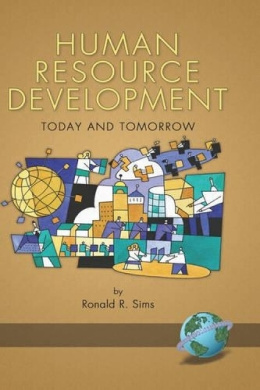 HUMAN
RESOURCE
DEVELOPMENT
TODAY AND TOMORROW
by
Ronald R. Sims